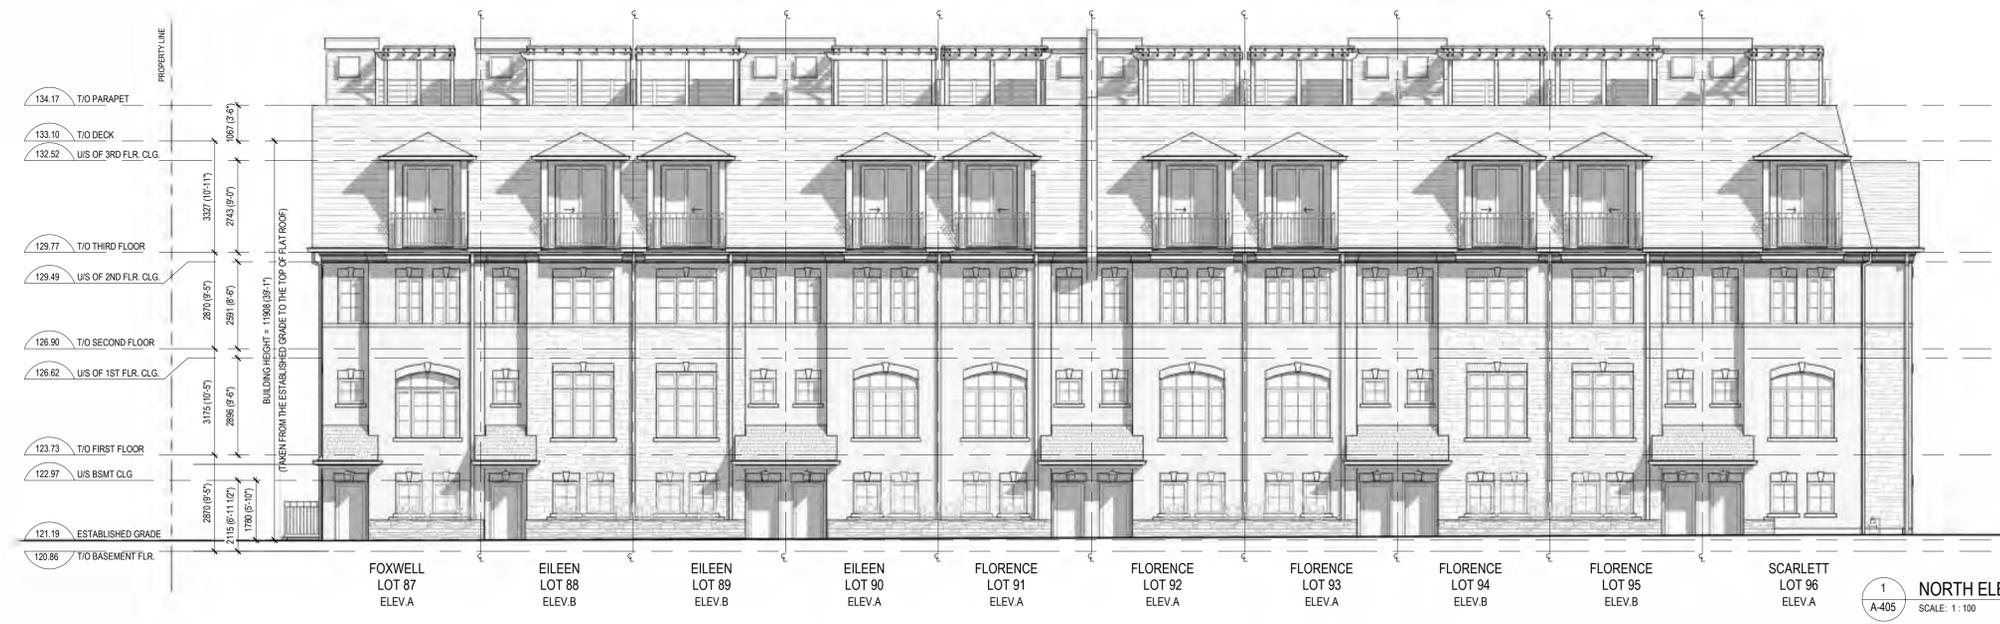 PROPERTY LINE
134.17 T/O PARAPET
133.10 T/O DECK
132.52 U/S OF 3RD FLR. CLG.
129.77 T/O THIRD FLOOR
129.49 U/S OF 2ND FLR. CLG.
126.90 T/O SECOND FLOOR
126.62 U/S OF 1ST FLR. CLG.
123.73 T/O FIRST FLOOR
122.97 U/S BSMT CLG
121.19 ESTABLISHED GRADE
120.86 T/O BASEMENT FLR.
3327 (10'-11")
2870 (9'-5")
3175 (10'-5")
2870 (9'-5")
1067 (3'-6")
2743 (9'-0")
2591 (8'-6")
2896 (9'-6")
2115 (6'-11 1/2")
1780 (5'-10")
BUILDING HEIGHT = 11908 (39'-1")
(TAKEN FROM THE ESTABLISHED GRADE TO THE TOP OF FLAT ROOF)
FOXWELL
LOT 87
ELEV.A
EILEEN
LOT 88
ELEV.B
EILEEN
LOT 89
ELEV.B
EILEEN
LOT 90
ELEV.A
FLORENCE
LOT 91
ELEV.A
FLORENCE
LOT 92
ELEV.A
FLORENCE
LOT 93
ELEV.A
FLORENCE
LOT 94
ELEV.B
FLORENCE
LOT 95
ELEV.B
SCARLETT
LOT 96
ELEV.A
1
A-405
NORTH ELE
SCALE: 1 : 100